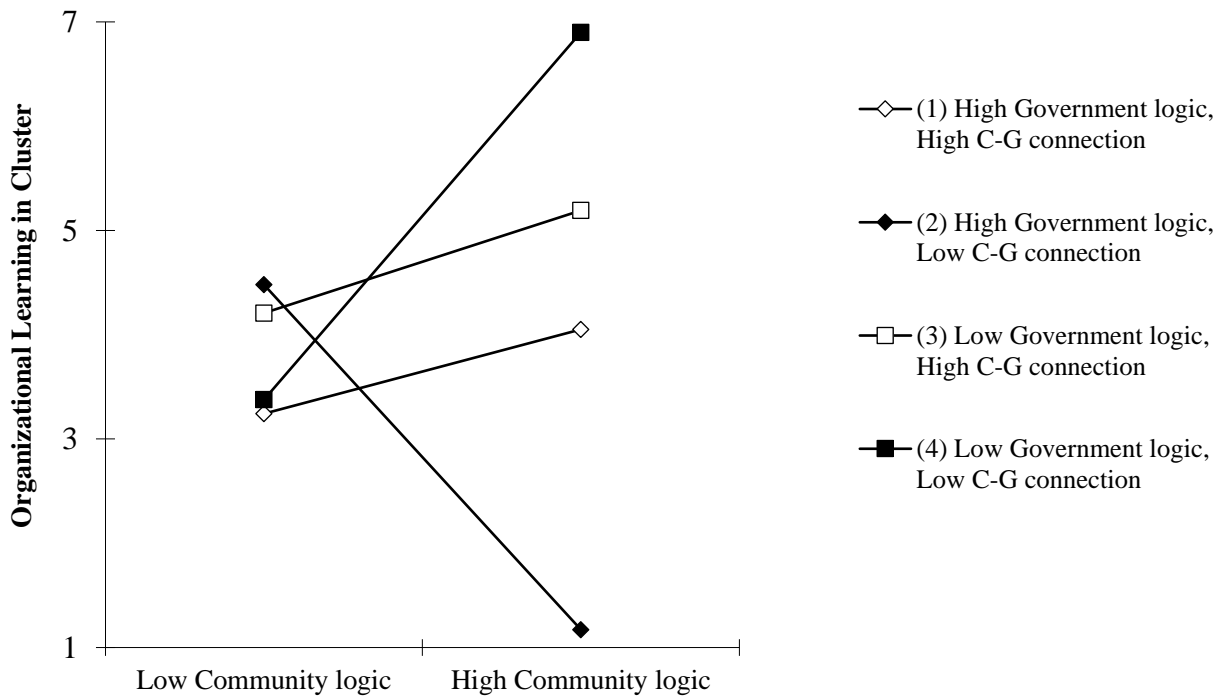 Organizational Learning in Cluster
7
5
3
1
Low Community logic
High Community logic
(1) High Government logic,
High C-G connection
(2) High Government logic,
Low C-G connection
(3) Low Government logic,
High C-G connection
(4) Low Government logic,
Low C-G connection